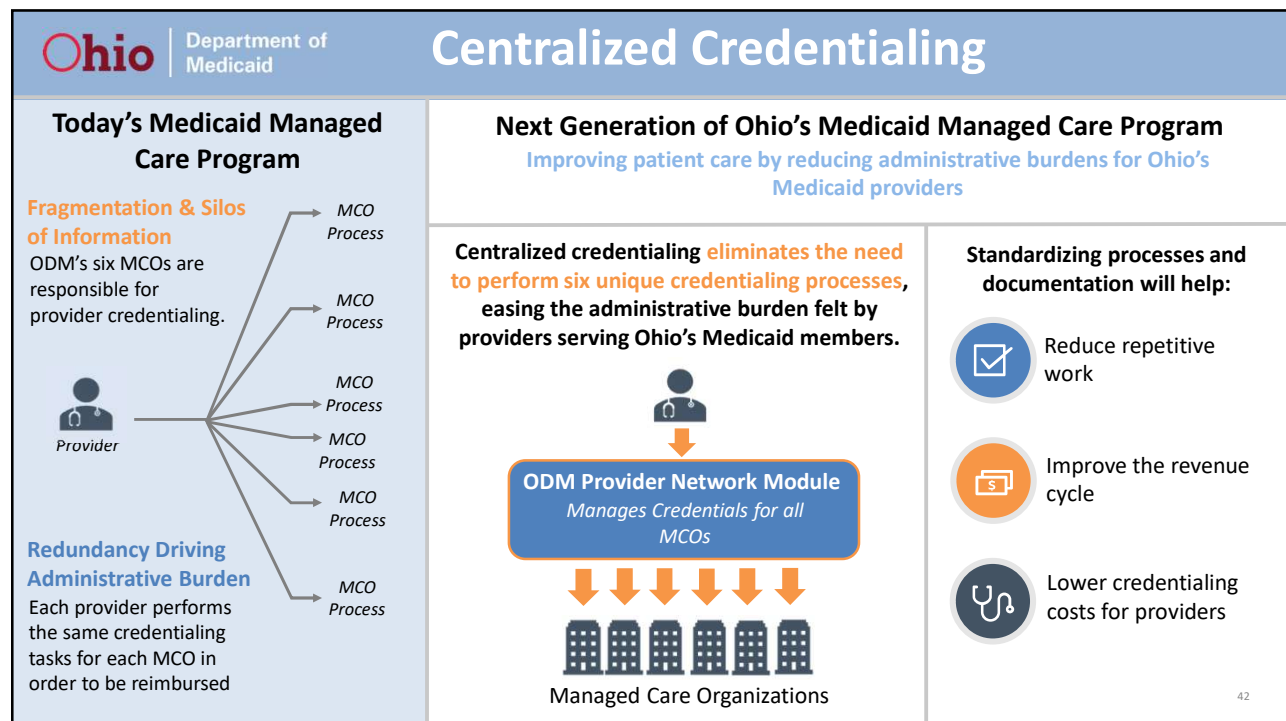 Ohio
Department of
Medicaid
Centralized Credentialing
Today's Medicaid Managed
Care Program
Fragmentation & Silos
of Information
ODM's six MCOs are
responsible for
provider credentialing.
Provider
MCO
Process
MCO
Process
MCO
Process
MCO
Process
MCO
Process
MCO
Process
Redundancy Driving
Administrative Burden
Each provider performs
the same credentialing
tasks for each MCO in
order to be reimbursed
Next Generation of Ohio's Medicaid Managed Care Program
Improving patient care by reducing administrative burdens for Ohio's
Medicaid providers
Centralized credentialing eliminates the need
to perform six unique credentialing processes,
easing the administrative burden felt by
providers serving Ohio's Medicaid members.
ODM Provider Network Module
Manages Credentials for all
MCOs
Managed Care Organizations
Standardizing processes and
documentation will help:
Reduce repetitive
work
$
Improve the revenue
cycle
Lower credentialing
costs for providers
42